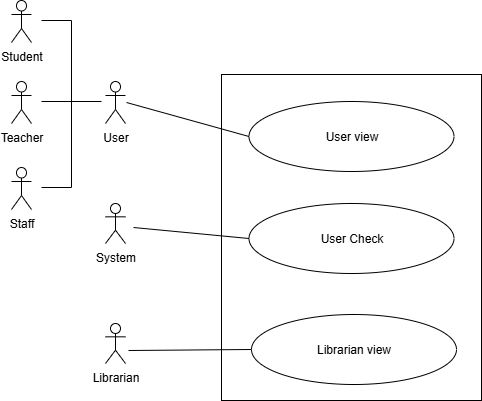 Student
Teacher
User
User view
Staff
User Check
System
Librarian view
Librarian